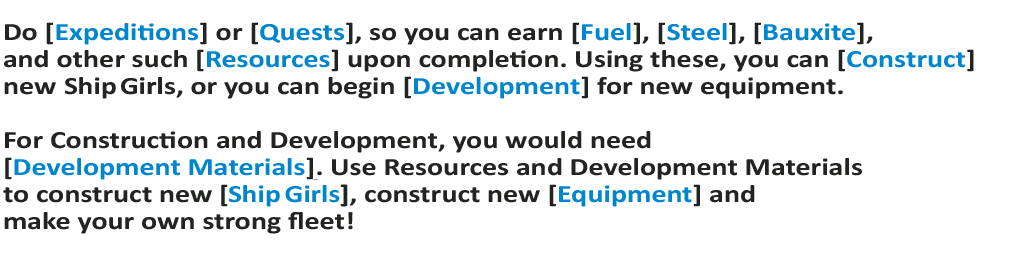 Do [Expeditions] or [Quests], so you can earn [Fuel], [Steel], [Bauxite],
and other such [Resources] upon completion. Using these, you can [Construct]
new Ship Girls, or you can begin [Development] for new equipment.
For Construction and Development, you would need
[Development Materials]. Use Resources and Development Materials
to construct new [Ship Girls], construct new [Equipment] and
make your own strong fleet!